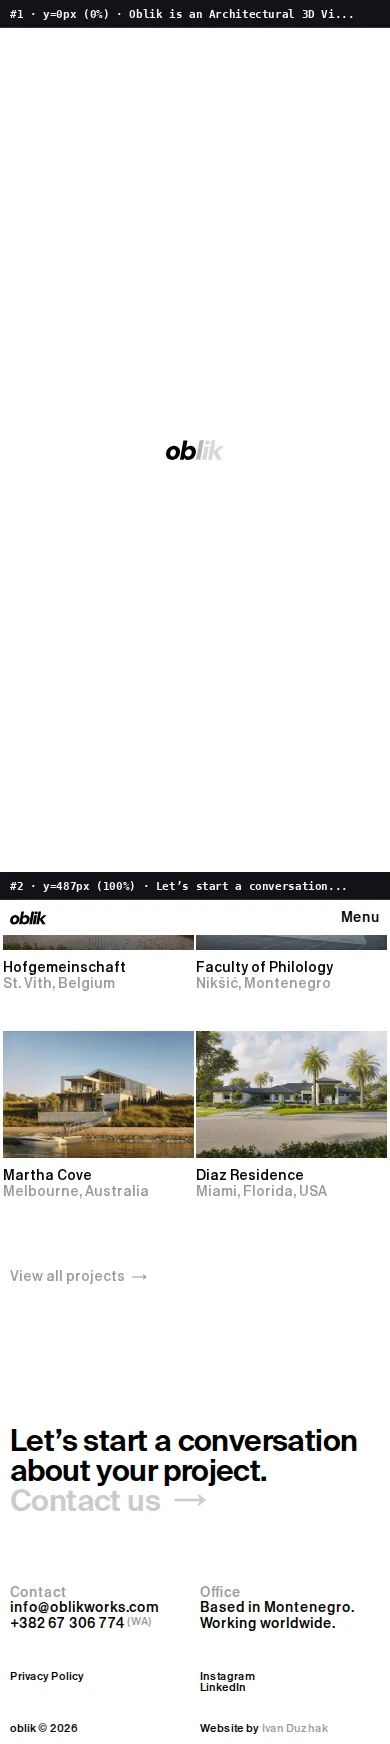 #1 · y=0px (0%) · Oblik is an Architectural 3D Vi...
oblik
#2 · y=487px (100%) · Let’s start a conversation...
oblik
Menu
Hofgemeinschaft
St. Vith, Belgium
Faculty of Philology
Nikšić, Montenegro
Martha Cove
Melbourne, Australia
Diaz Residence
Miami, Florida, USA
View all projects →
Let’s start a conversation
about your project.
Contact us →
Contact
info@oblikworks.com
+382 67 306 774 (WA)
Office
Based in Montenegro.
Working worldwide.
Privacy Policy
Instagram
LinkedIn
oblik © 2026
Website by Ivan Duzhak